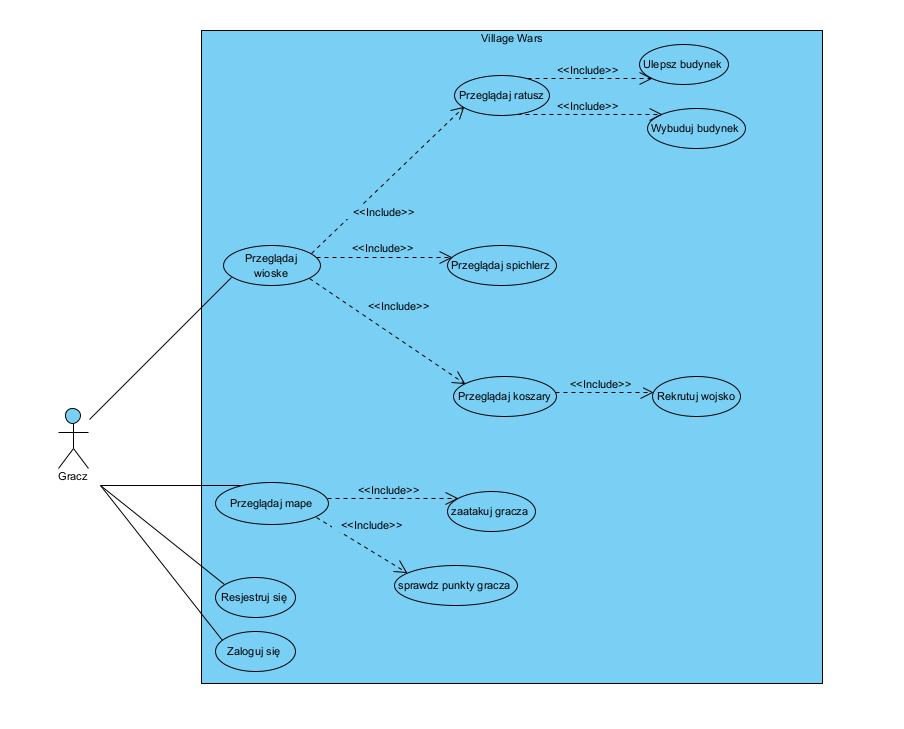 Village Wars
Ulepsz budynek
<<Include>>
Przeglądaj ratusz
<<Include>>
Wybuduj budynek
<<Include>>
<<Include>>
Przeglądaj
wioske
Przeglądaj spichlerz
<<Include>>
<<Include>>
Przeglądaj koszary
Rekrutuj wojsko
Gracz
<<Include>>
Przeglądaj mape
zaatakuj gracza
<<Include>>
sprawdz punkty gracza
Resjestruj się
Zaloguj się